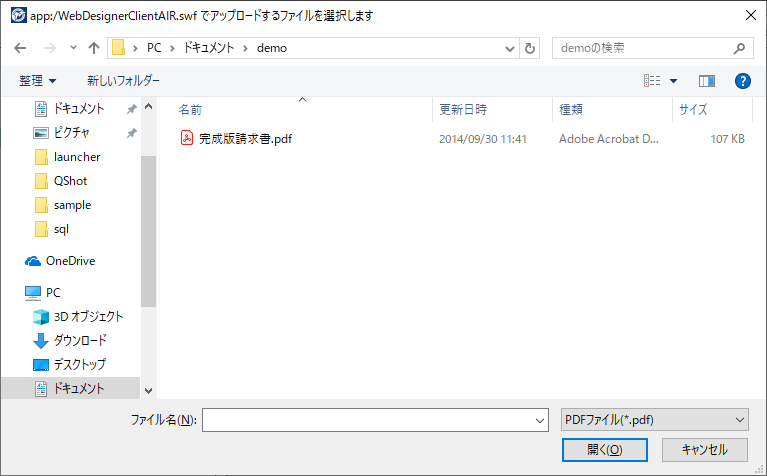 app:/WebDesignerClientAIR.swf でアップロードするファイルを選択します
PC ドキュメント demo
demoの検索
整理 新しいフォルダー
ドキュメント
ピクチャ
launcher
QShot
sample
sql
OneDrive
PC
3D オブジェクト
ダウンロード
デスクトップ
ドキュメント
名前 更新日時 種類 サイズ
完成版請求書.pdf 2014/09/30 11:41 Adobe Acrobat D... 107 KB
ファイル名(N): PDFファイル(*.pdf)
開く(O) キャンセル